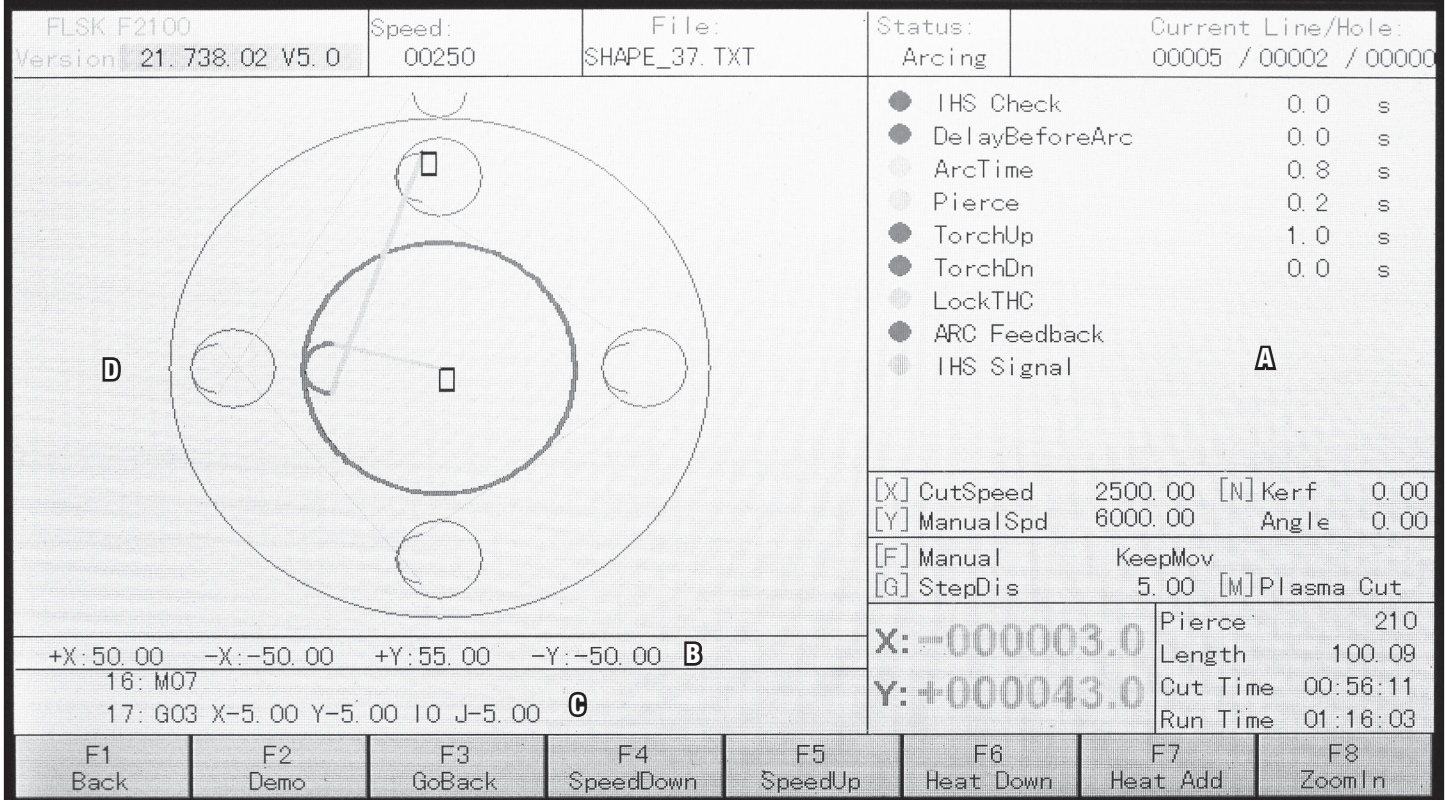 FLSK F2100 Speed: File: Status: Current Line/Hole:
Version 21.738.02 V5.0 00250 SHAPE_37.TXT Arcing 00005 / 00002 / 00000
IHS Check 0.0 s
DelayBeforeArc 0.0 s
ArcTime 0.8 s
Pierce 0.2 s
TorchUp 1.0 s
TorchDn 0.0 s
LockTHC
ARC Feedback
IHS Signal
A
D
[X] CutSpeed 2500.00 [N] Kerf 0.00
[Y] ManualSpd 6000.00 Angle 0.00
[F] Manual KeepMov
[G] StepDis 5.00 [M] Plasma Cut
+X:50.00 -X:-50.00 +Y:55.00 -Y:-50.00 B
16: M07
17: G03 X-5.00 Y-5.00 I0 J-5.00 C
X: -000003.0
Y: +000043.0
Pierce 210
Length 100.09
Cut Time 00:56:11
Run Time 01:16:03
F1 F2 F3 F4 F5 F6 F7 F8
Back Demo GoBack SpeedDown SpeedUp Heat Down Heat Add ZoomIn